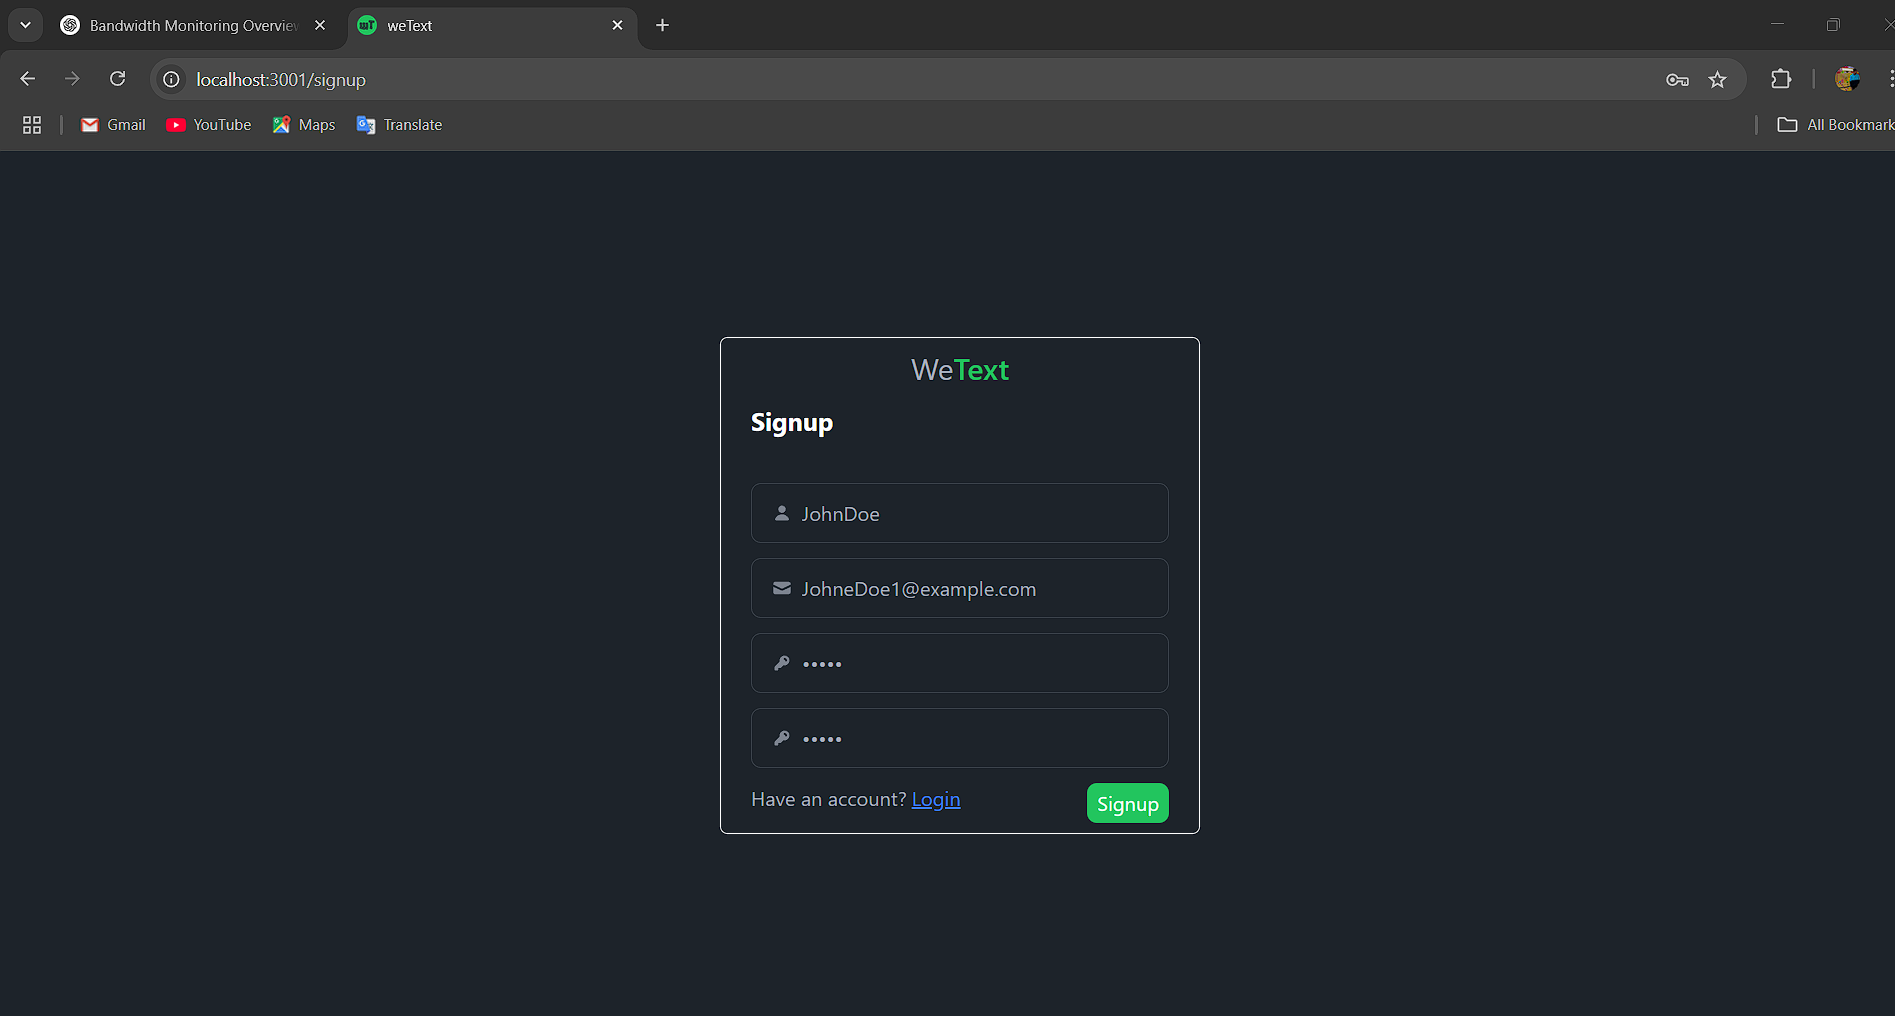 Bandwidth Monitoring Overview
weText
localhost:3001/signup
Gmail
YouTube
Maps
Translate
All Bookmark
WeText
Signup
JohnDoe
JohneDoe1@example.com
•••••
•••••
Have an account? Login
Signup